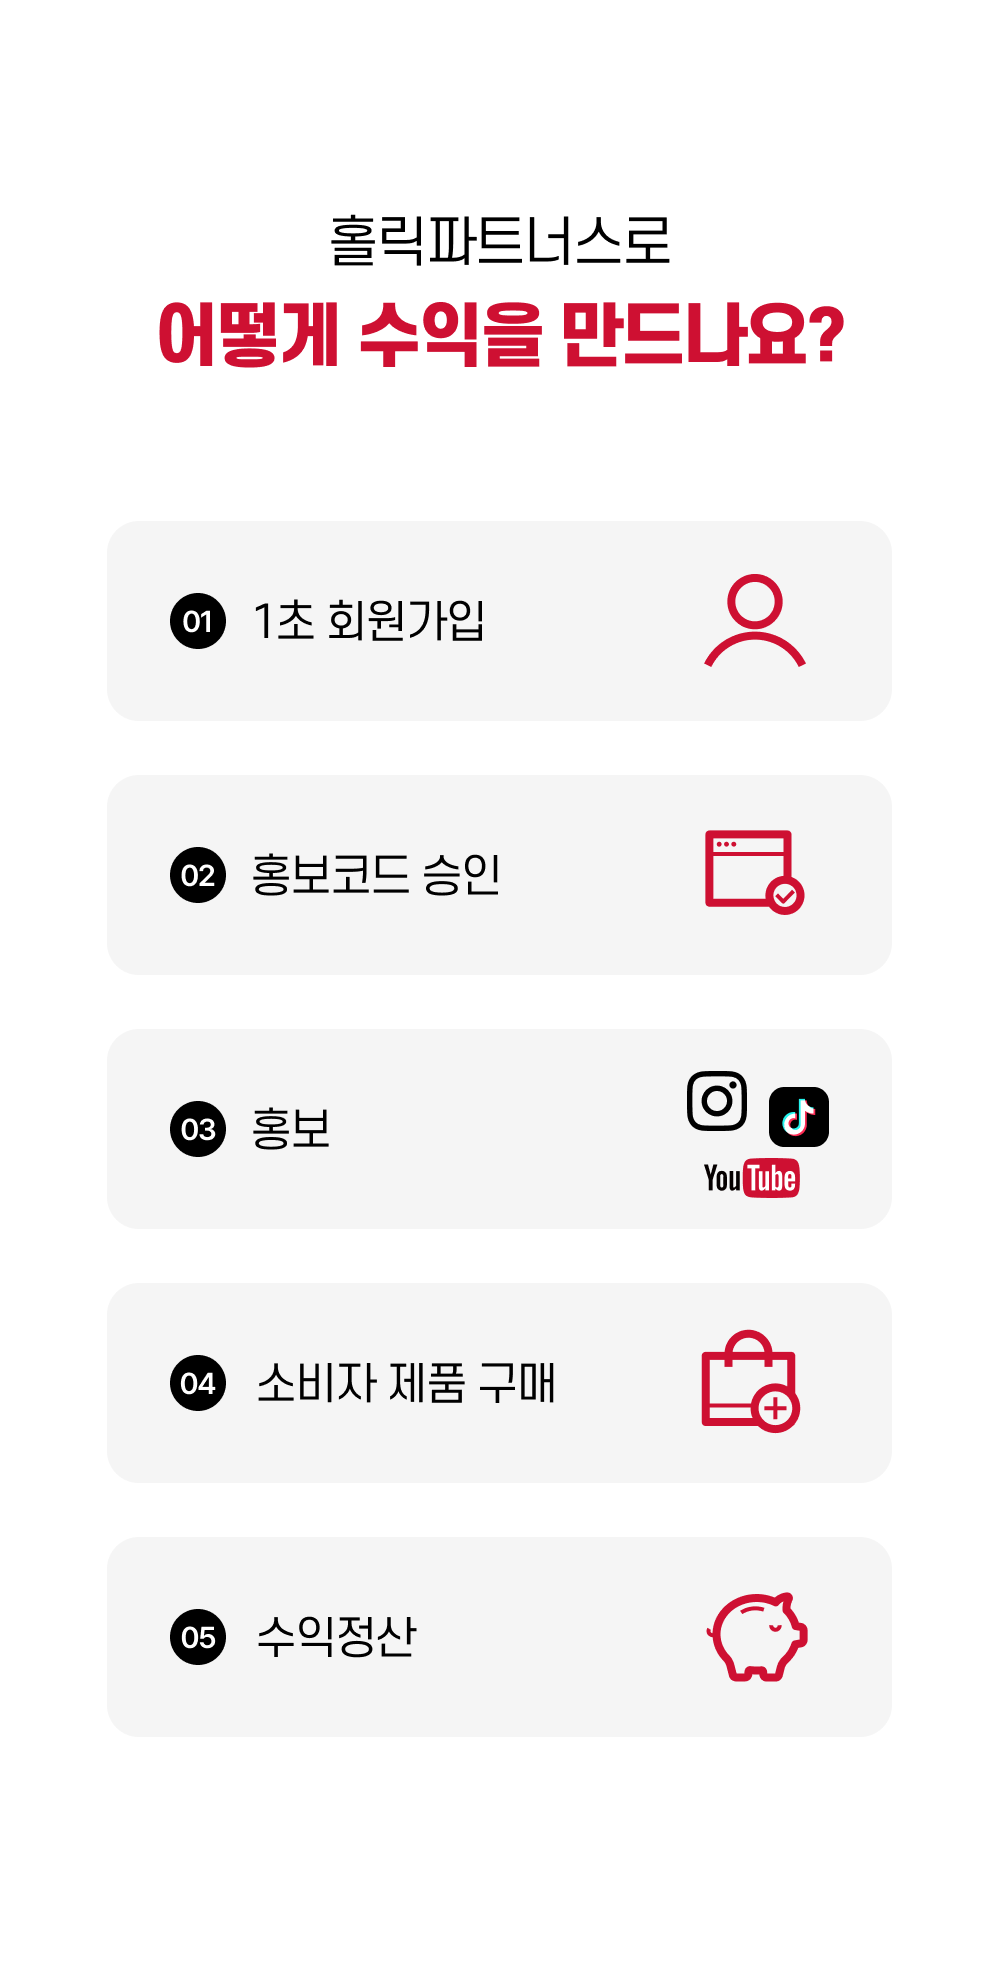 홀릭파트너스로
어떻게 수익을 만드나요?
01 1초 회원가입
02 홍보코드 승인
03 홍보
YouTube
04 소비자 제품 구매
05 수익정산